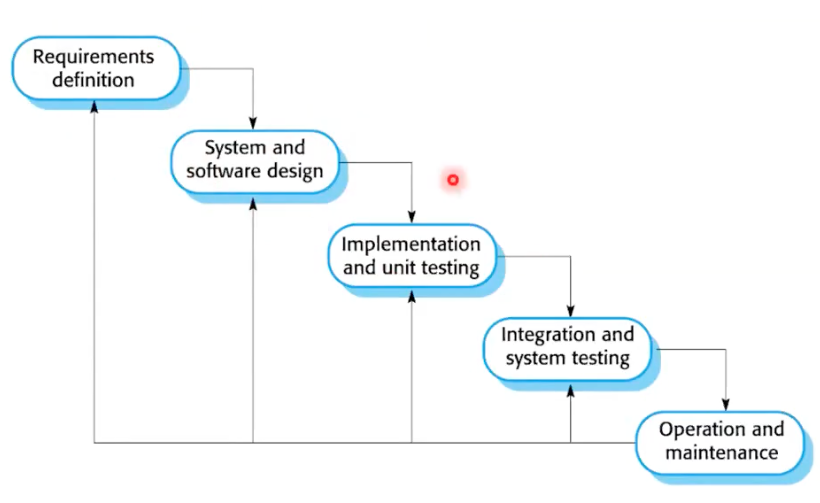 Requirements
definition
System and
software design
Implementation
and unit testing
Integration and
system testing
Operation and
maintenance